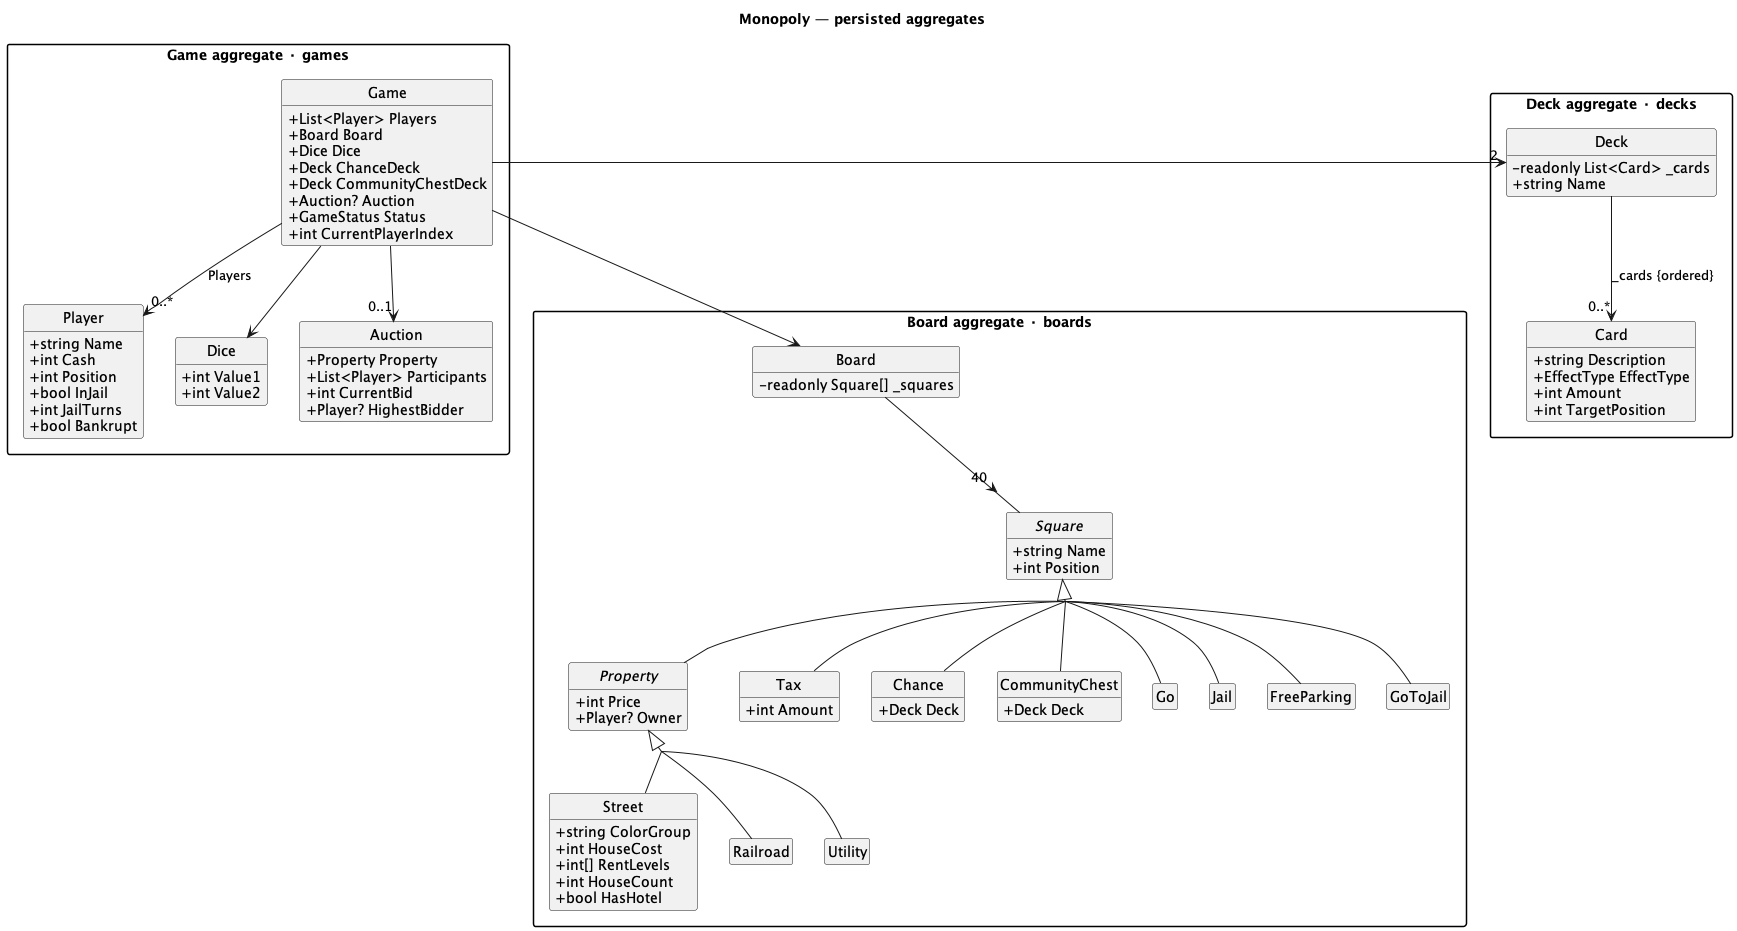 Monopoly — persisted aggregates
Game aggregate · games
Game
+List<Player> Players
+Board Board
+Dice Dice
+Deck ChanceDeck
+Deck CommunityChestDeck
+Auction? Auction
+GameStatus Status
+int CurrentPlayerIndex
Players
0..*
0..1
Player
+string Name
+int Cash
+int Position
+bool InJail
+int JailTurns
+bool Bankrupt
Dice
+int Value1
+int Value2
Auction
+Property Property
+List<Player> Participants
+int CurrentBid
+Player? HighestBidder
Deck aggregate · decks
2
Deck
-readonly List<Card> _cards
+string Name
_cards {ordered}
0..*
Card
+string Description
+EffectType EffectType
+int Amount
+int TargetPosition
Board aggregate · boards
Board
-readonly Square[] _squares
40
Square
+string Name
+int Position
Property
+int Price
+Player? Owner
Tax
+int Amount
Chance
+Deck Deck
CommunityChest
+Deck Deck
Go
Jail
FreeParking
GoToJail
Street
+string ColorGroup
+int HouseCost
+int[] RentLevels
+int HouseCount
+bool HasHotel
Railroad
Utility